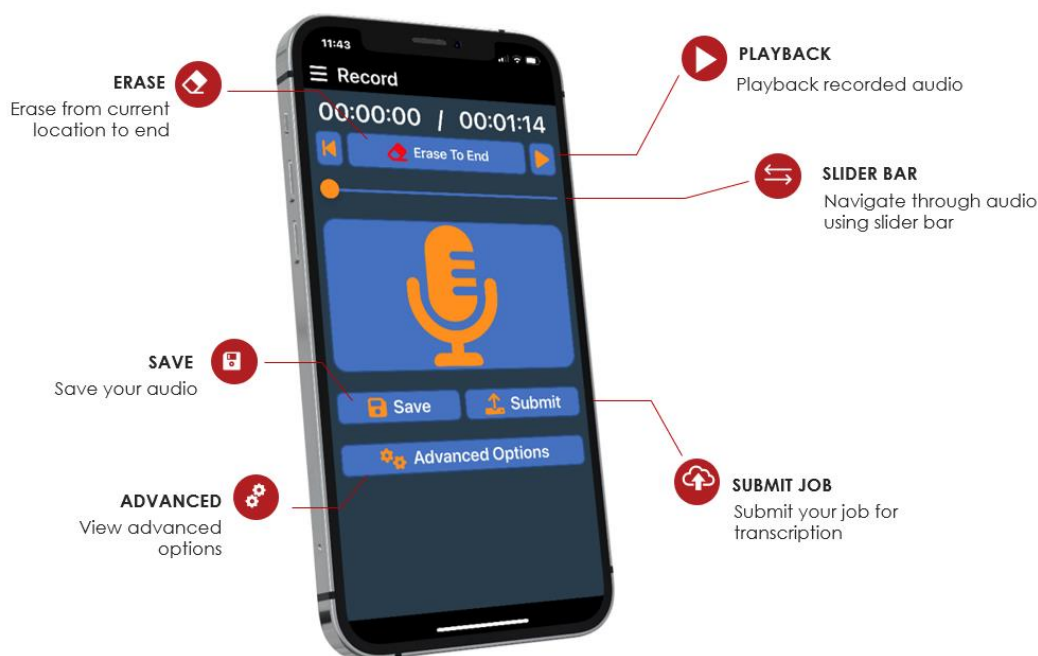 11:43
Record
00:00:00 / 00:01:14
Erase To End
Save
Submit
Advanced Options
ERASE
Erase from current
location to end
SAVE
Save your audio
ADVANCED
View advanced
options
PLAYBACK
Playback recorded audio
SLIDER BAR
Navigate through audio
using slider bar
SUBMIT JOB
Submit your job for
transcription